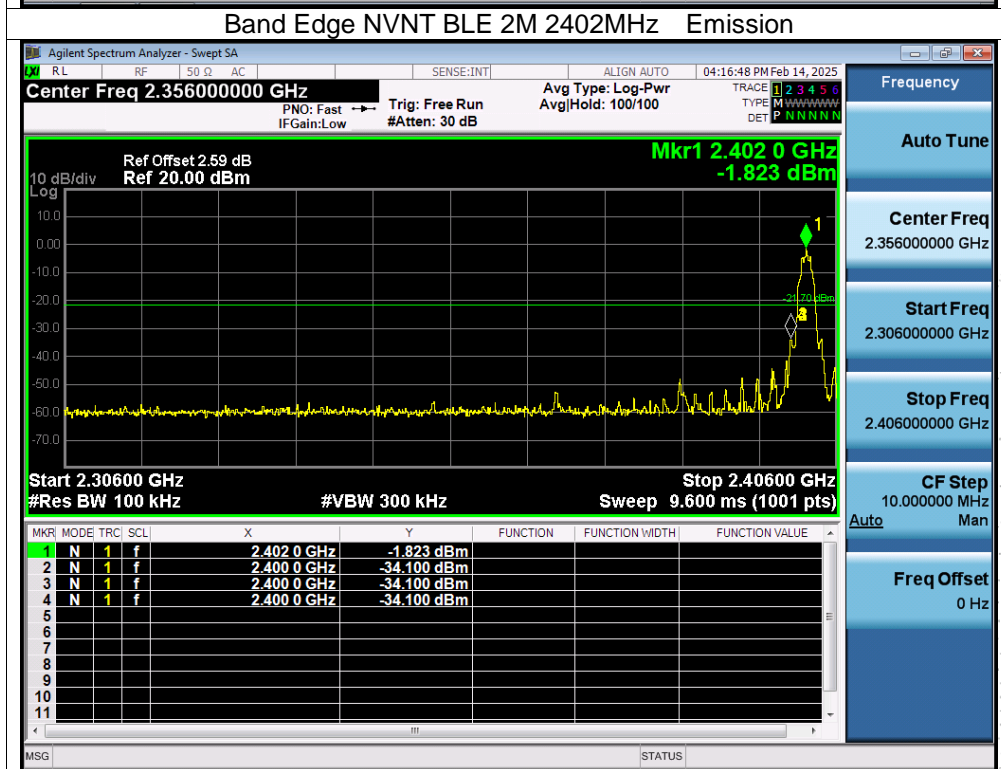 Band Edge NVNT BLE 2M 2402MHz Emission
Agilent Spectrum Analyzer - Swept SA
LXI RL RF 50 Ω AC SENSE:INT ALIGN AUTO 04:16:48 PM Feb 14, 2025
Center Freq 2.356000000 GHz
PNO: Fast
IFGain:Low
Trig: Free Run
#Atten: 30 dB
Avg Type: Log-Pwr
Avg|Hold: 100/100
TRACE 1 2 3 4 5 6
TYPE M WWWWW
DET P N N N N N
Mkr1 2.402 0 GHz
-1.823 dBm
Ref Offset 2.59 dB
10 dB/div Ref 20.00 dBm
Log
10.0
0.00
-10.0
-20.0
-30.0
-40.0
-50.0
-60.0
-70.0
1
-21.70 dBm
Start 2.30600 GHz Stop 2.40600 GHz
#Res BW 100 kHz #VBW 300 kHz Sweep 9.600 ms (1001 pts)
MKR MODE TRC SCL X Y FUNCTION FUNCTION WIDTH FUNCTION VALUE
1 N 1 f 2.402 0 GHz -1.823 dBm
2 N 1 f 2.400 0 GHz -34.100 dBm
3 N 1 f 2.400 0 GHz -34.100 dBm
4 N 1 f 2.400 0 GHz -34.100 dBm
5
6
7
8
9
10
11
MSG STATUS
Frequency
Auto Tune
Center Freq
2.356000000 GHz
Start Freq
2.306000000 GHz
Stop Freq
2.406000000 GHz
CF Step
10.000000 MHz
Auto Man
Freq Offset
0 Hz